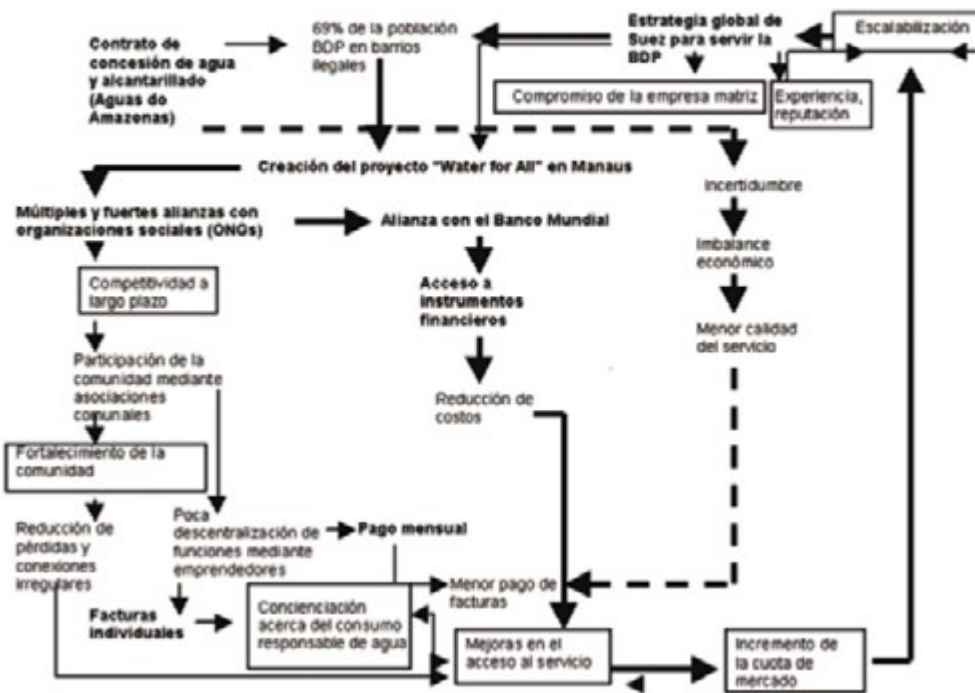 Contrato de
concesión de agua
y alcantarillado
(Aguas do
Amazonas)
69% de la población
BDP en barrios
ilegales
Estrategia global de
Suez para servir la
BDP
Escalabilización
Compromiso de la empresa matriz
Experiencia,
reputación
Creación del proyecto "Water for All" en Manaus
Incertidumbre
Múltiples y fuertes alianzas con
organizaciones sociales (ONGs)
Alianza con el Banco Mundial
Imbalance
económico
Competitividad a
largo plazo
Acceso a
instrumentos
financieros
Menor calidad
del servicio
Participación de la
comunidad mediante
asociaciones
comunales
Reducción de
costos
Fortalecimiento de la
comunidad
Reducción de
pérdidas y
conexiones
irregulares
Poca
descentralización de
funciones mediante
emprendedores
Pago mensual
Menor pago de
facturas
Facturas
individuales
Concienciación
acerca del consumo
responsable de agua
Mejoras en el
acceso al servicio
Incremento de
la cuota de
mercado